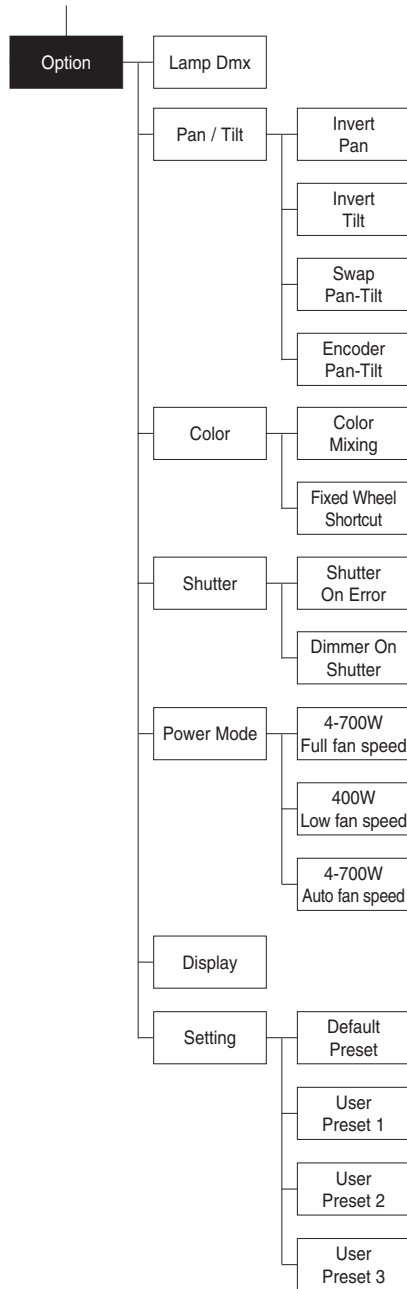 Option
Lamp Dmx
Pan / Tilt
Invert
Pan
Invert
Tilt
Swap
Pan-Tilt
Encoder
Pan-Tilt
Color
Color
Mixing
Fixed Wheel
Shortcut
Shutter
Shutter
On Error
Dimmer On
Shutter
Power Mode
4-700W
Full fan speed
400W
Low fan speed
4-700W
Auto fan speed
Display
Setting
Default
Preset
User
Preset 1
User
Preset 2
User
Preset 3